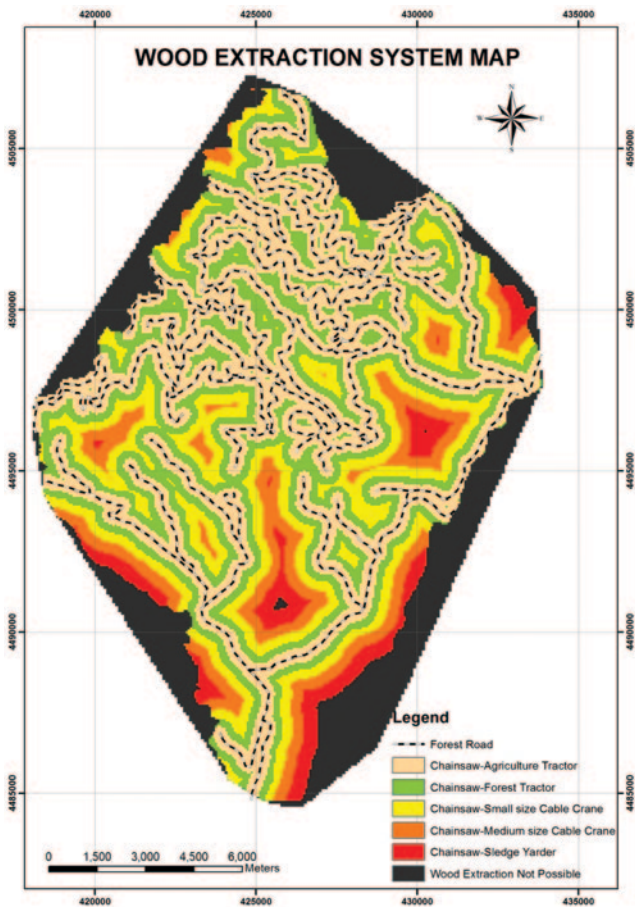 420000 425000 430000 435000
WOOD EXTRACTION SYSTEM MAP
N
W E
S
4505000 4505000
4500000 4500000
4495000 4495000
4490000 4490000
Legend
Forest Road
Chainsaw-Agriculture Tractor
Chainsaw-Forest Tractor
4485000 4485000
Chainsaw-Small size Cable Crane
Chainsaw-Medium size Cable Crane
Chainsaw-Sledge Yarder
Wood Extraction Not Possible
0 1,500 3,000 4,500 6,000
Meters
420000 425000 430000 435000